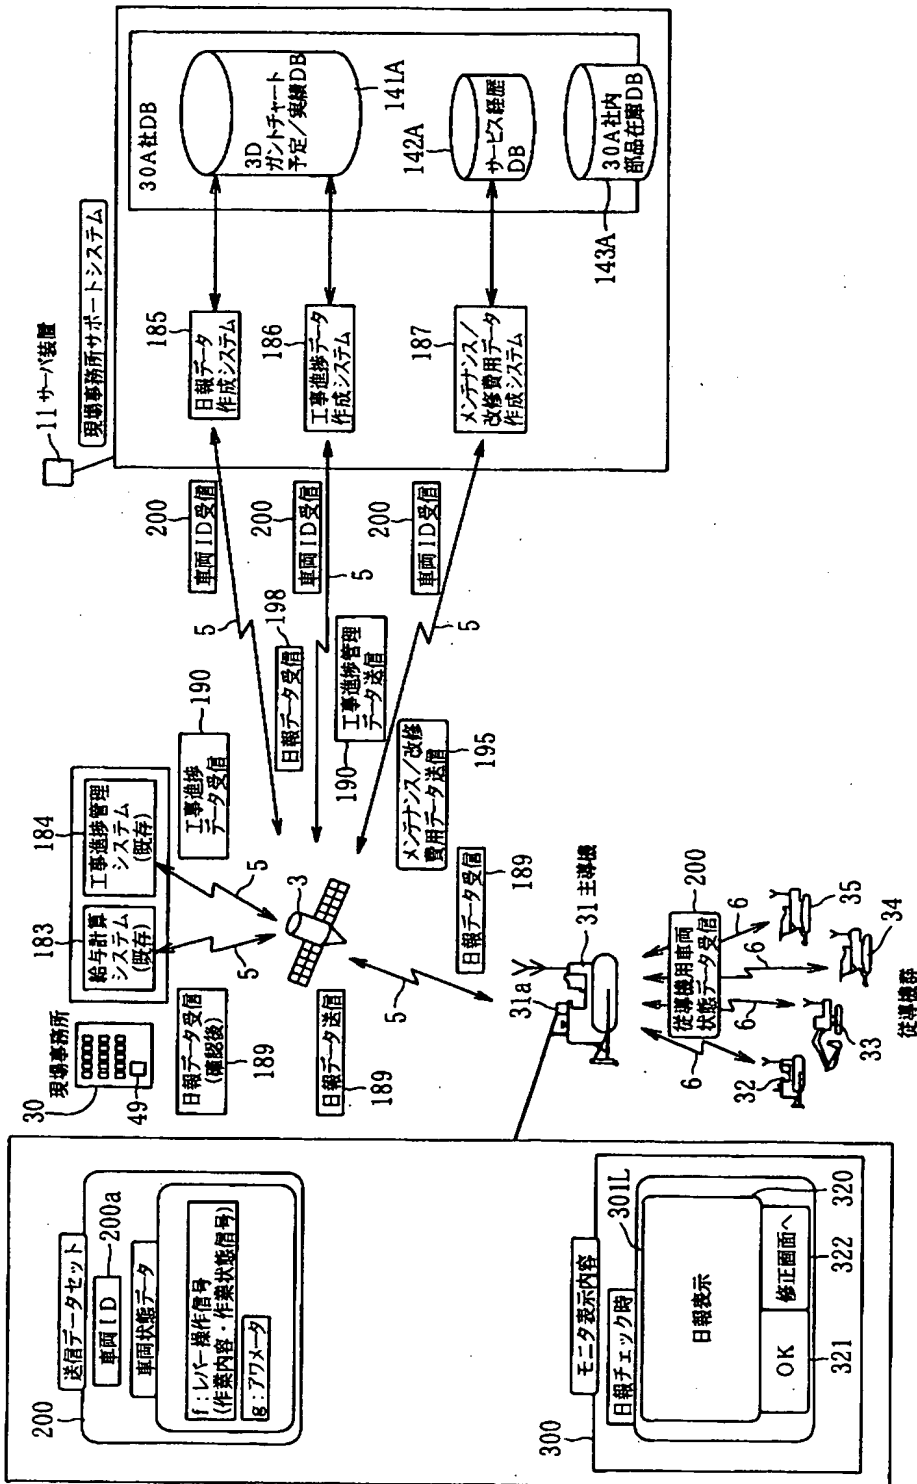 200
送信データセット
車両ID
200a
車両状態データ
f:レバー操作信号
(作業内容・作業状態信号)
g:アワメータ
300
モニタ表示内容
日報チェック時
301L
日報表示
320
OK
修正画面へ
321
322
現場事務所
30
49
183
給与計算
システム
(既存)
184
工事進捗管理
システム
(既存)
日報データ受信
(確認後)
189
工事進捗
データ受信
190
5
5
3
日報データ送信
189
5
日報データ受信
189
31a
31 主導機
従導機用車両
状態データ受信
200
6
6
6
6
32
33
34
35
従導機群
11 サーバ装置
現場事務所サポートシステム
200
車両ID受信
5
日報データ受信
198
200
車両ID受信
5
工事進捗管理
データ送信
190
200
車両ID受信
5
メンテナンス/改修
費用データ送信
195
185
日報データ
作成システム
186
工事進捗データ
作成システム
187
メンテナンス/
改修費用データ
作成システム
30A社DB
3D
ガントチャート
予定/実績DB
141A
142A
サービス経歴
DB
30A社内
部品在庫DB
143A